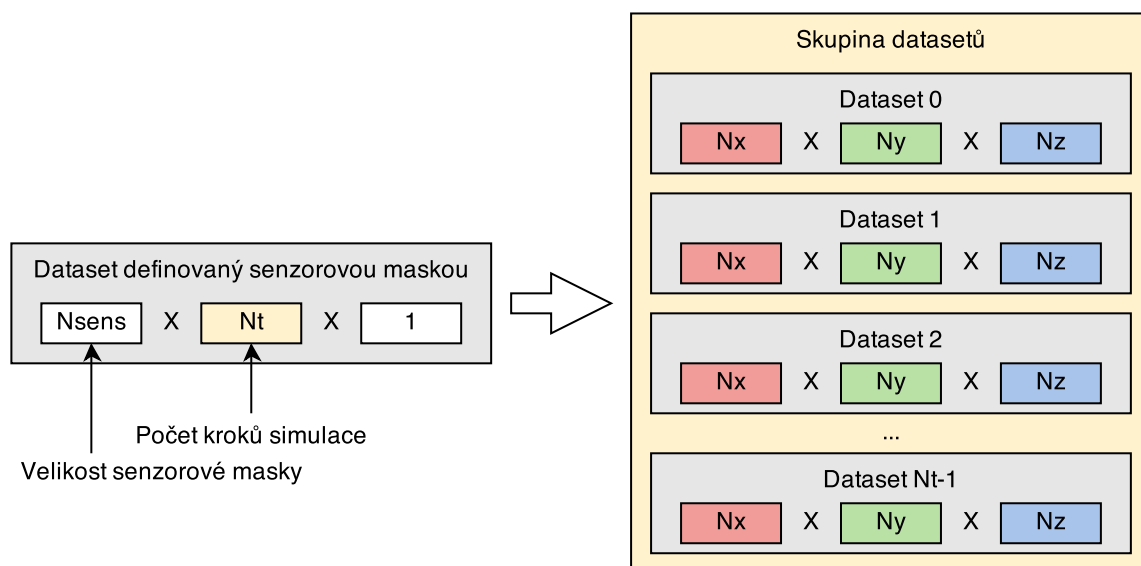 Dataset definovaný senzorovou maskou
Nsens X Nt X 1
Počet kroků simulace
Velikost senzorové masky
Skupina datasetů
Dataset 0
Nx X Ny X Nz
Dataset 1
Nx X Ny X Nz
Dataset 2
Nx X Ny X Nz
...
Dataset Nt-1
Nx X Ny X Nz